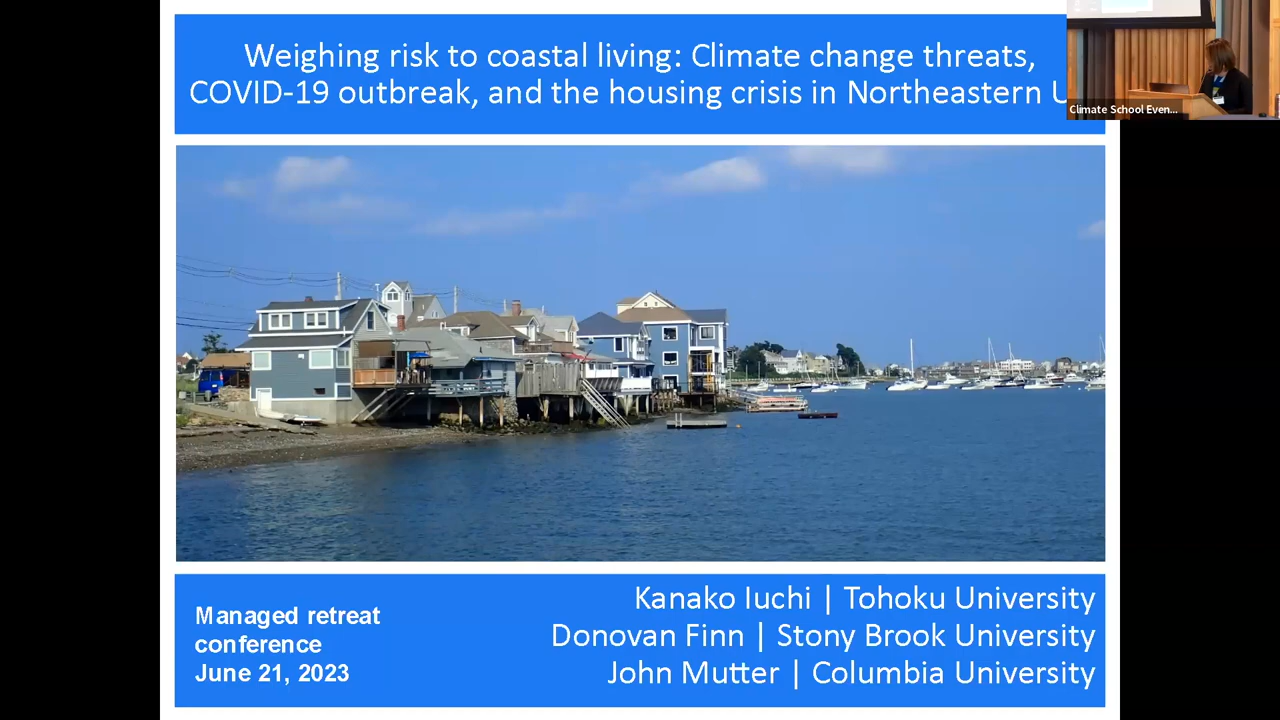 Weighing risk to coastal living: Climate change threats,
COVID-19 outbreak, and the housing crisis in Northeastern
Climate School Even...
Kanako Iuchi | Tohoku University
Donovan Finn | Stony Brook University
John Mutter | Columbia University
Managed retreat
conference
June 21, 2023